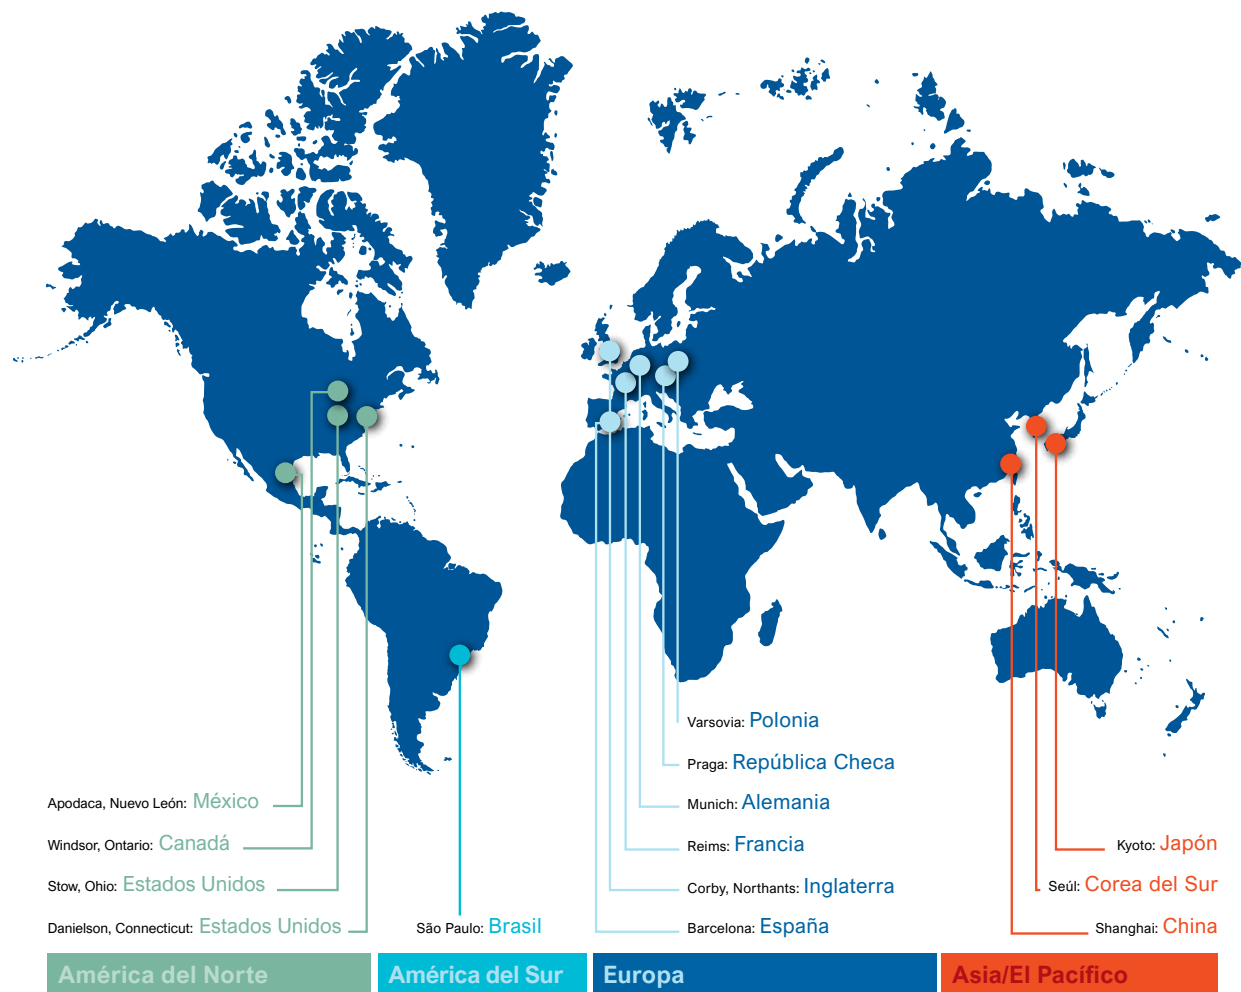 Apodaca, Nuevo León: México
Windsor, Ontario: Canadá
Stow, Ohio: Estados Unidos
Danielson, Connecticut: Estados Unidos
América del Norte
São Paulo: Brasil
América del Sur
Varsovia: Polonia
Praga: República Checa
Munich: Alemania
Reims: Francia
Corby, Northants: Inglaterra
Barcelona: España
Europa
Kyoto: Japón
Seúl: Corea del Sur
Shanghai: China
Asia/El Pacífico